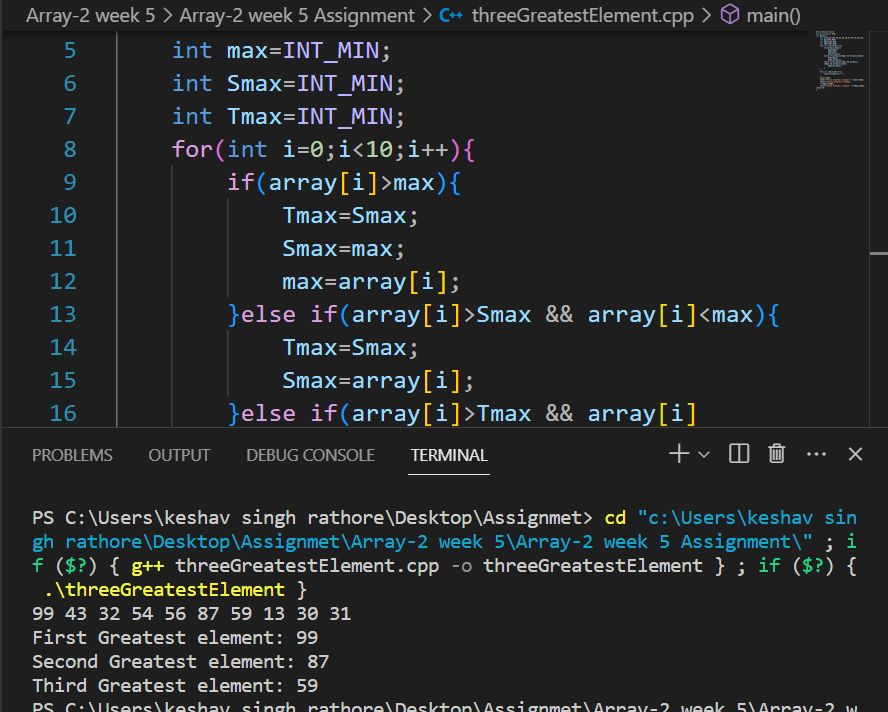 Array-2 week 5 > Array-2 week 5 Assignment > C++ threeGreatestElement.cpp > main()
5 int max=INT_MIN;
6 int Smax=INT_MIN;
7 int Tmax=INT_MIN;
8 for(int i=0;i<10;i++){
9 if(array[i]>max){
10 Tmax=Smax;
11 Smax=max;
12 max=array[i];
13 }else if(array[i]>Smax && array[i]<max){
14 Tmax=Smax;
15 Smax=array[i];
16 }else if(array[i]>Tmax && array[i]
PROBLEMS OUTPUT DEBUG CONSOLE TERMINAL
PS C:\Users\keshav singh rathore\Desktop\Assignmet> cd "c:\Users\keshav sin
gh rathore\Desktop\Assignmet\Array-2 week 5\Array-2 week 5 Assignment\" ; i
f ($?) { g++ threeGreatestElement.cpp -o threeGreatestElement } ; if ($?) {
.\threeGreatestElement }
99 43 32 54 56 87 59 13 30 31
First Greatest element: 99
Second Greatest element: 87
Third Greatest element: 59
PS C:\Users\keshav singh rathore\Desktop\Assignmet\Array-2 week 5\Array-2 w